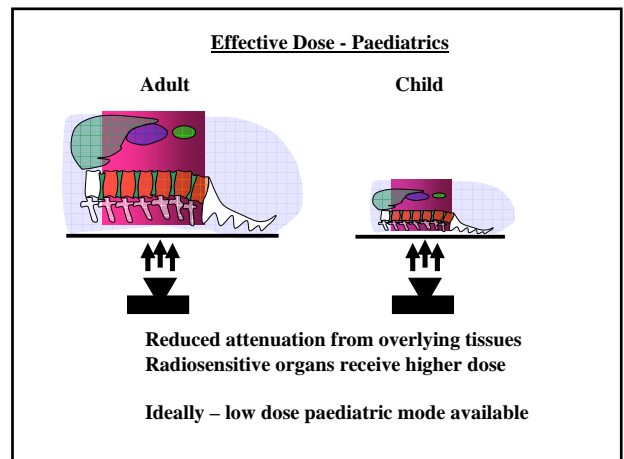 Effective Dose - Paediatrics
Adult
Child
Reduced attenuation from overlying tissues
Radiosensitive organs receive higher dose
Ideally – low dose paediatric mode available